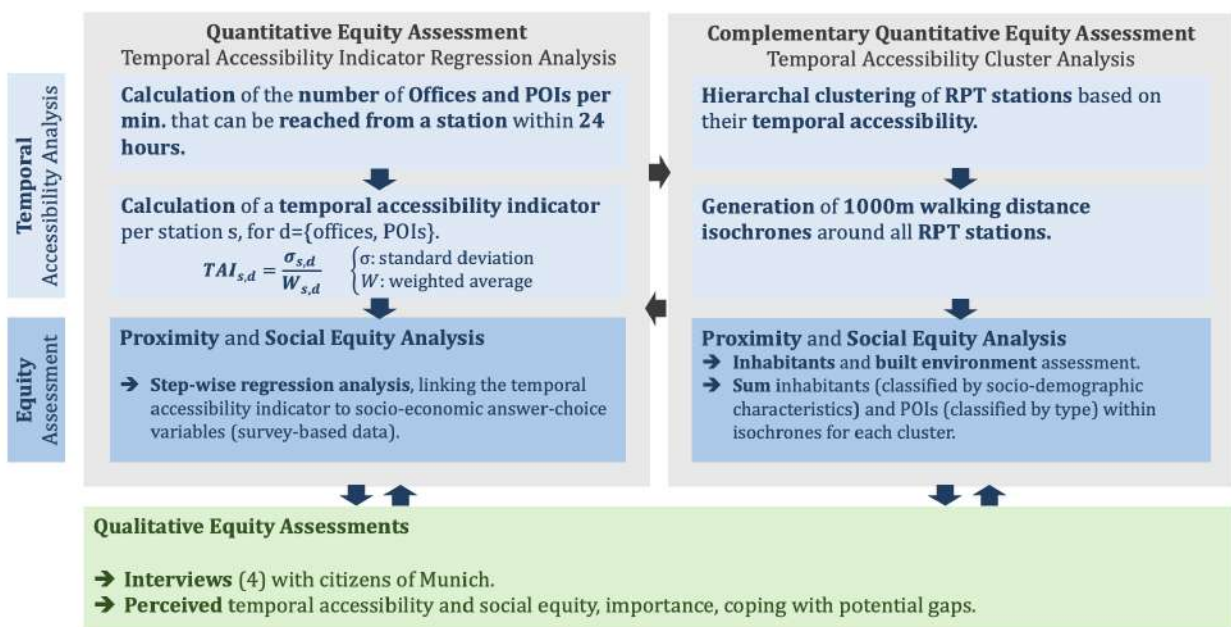 Quantitative Equity Assessment
Temporal Accessibility Indicator Regression Analysis
Temporal
Accessibility Analysis
Calculation of the number of Offices and POIs per
min. that can be reached from a station within 24
hours.
Calculation of a temporal accessibility indicator
per station s, for d={offices, POIs}.
TAI_{s,d} = σ_{s,d} / W_{s,d} {σ: standard deviation
W: weighted average
Equity
Assessment
Proximity and Social Equity Analysis
➔ Step-wise regression analysis, linking the temporal
accessibility indicator to socio-economic answer-choice
variables (survey-based data).
Complementary Quantitative Equity Assessment
Temporal Accessibility Cluster Analysis
Hierarchal clustering of RPT stations based on
their temporal accessibility.
Generation of 1000m walking distance
isochrones around all RPT stations.
Proximity and Social Equity Analysis
➔ Inhabitants and built environment assessment.
➔ Sum inhabitants (classified by socio-demographic
characteristics) and POIs (classified by type) within
isochrones for each cluster.
Qualitative Equity Assessments
➔ Interviews (4) with citizens of Munich.
➔ Perceived temporal accessibility and social equity, importance, coping with potential gaps.